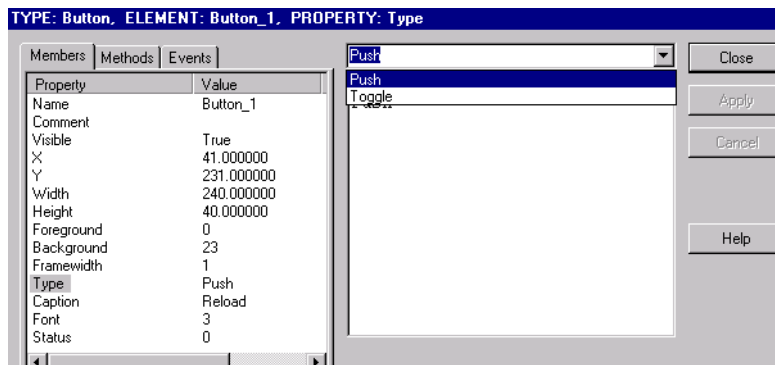 TYPE: Button, ELEMENT: Button_1, PROPERTY: Type
Members Methods Events
Property Value
Name Button_1
Comment
Visible True
X 41.000000
Y 231.000000
Width 240.000000
Height 40.000000
Foreground 0
Background 23
Framewidth 1
Type Push
Caption Reload
Font 3
Status 0
Push
Push
Toggle
Close
Apply
Cancel
Help